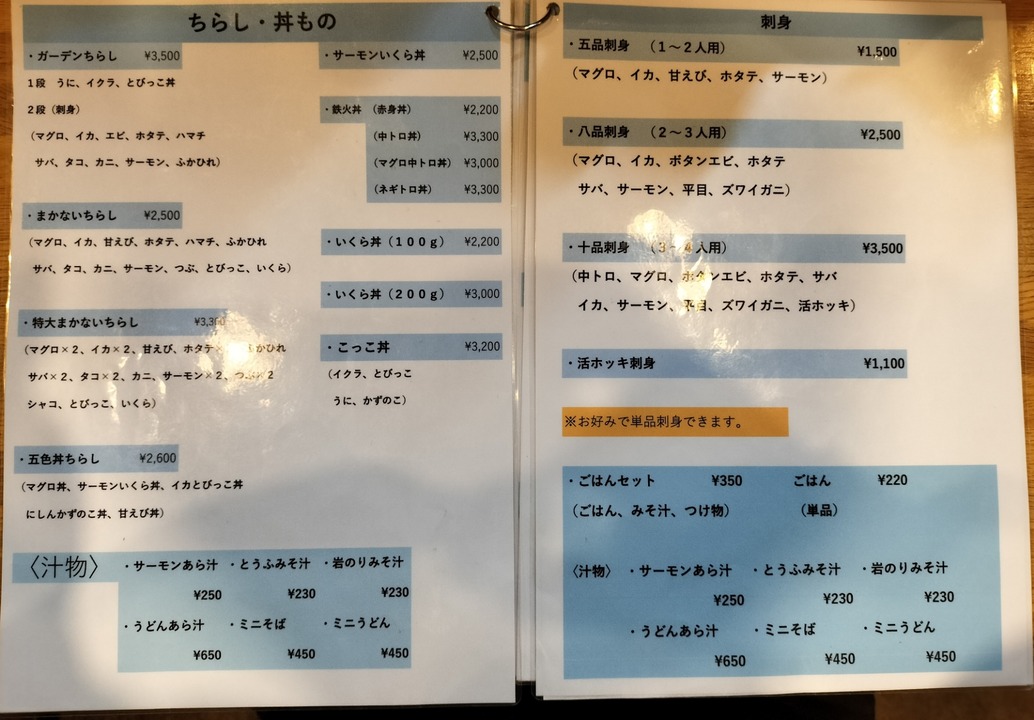 ちらし・丼もの
・ガーデンちらし ¥3,500
1段 うに、イクラ、とびっこ丼
2段（刺身）
（マグロ、イカ、エビ、ホタテ、ハマチ
サバ、タコ、カニ、サーモン、ふかひれ）
・まかないちらし ¥2,500
（マグロ、イカ、甘えび、ホタテ、ハマチ、ふかひれ
サバ、タコ、カニ、サーモン、つぶ、とびっこ、いくら）
・特大まかないちらし ¥3,300
（マグロ×２、イカ×２、甘えび、ホタテ かひれ
サバ×２、タコ×２、カニ、サーモン×２、つぶ×２
シャコ、とびっこ、いくら）
・五色丼ちらし ¥2,600
（マグロ丼、サーモンいくら丼、イカとびっこ丼
にしんかずのこ丼、甘えび丼）
・サーモンいくら丼 ¥2,500
・鉄火丼 （赤身丼） ¥2,200
（中トロ丼） ¥3,300
（マグロ中トロ丼） ¥3,000
（ネギトロ丼） ¥3,300
・いくら丼（１００ｇ） ¥2,200
・いくら丼（２００ｇ） ¥3,000
・こっこ丼 ¥3,200
（イクラ、とびっこ
うに、かずのこ）
〈汁物〉 ・サーモンあら汁 ・とうふみそ汁 ・岩のりみそ汁
¥250 ¥230 ¥230
・うどんあら汁 ・ミニそば ・ミニうどん
¥650 ¥450 ¥450
刺身
・五品刺身 （１～２人用） ¥1,500
（マグロ、イカ、甘えび、ホタテ、サーモン）
・八品刺身 （２～３人用） ¥2,500
（マグロ、イカ、ボタンエビ、ホタテ
サバ、サーモン、平目、ズワイガニ）
・十品刺身 （３～４人用） ¥3,500
（中トロ、マグロ、ボタンエビ、ホタテ、サバ
イカ、サーモン、平目、ズワイガニ、活ホッキ）
・活ホッキ刺身 ¥1,100
※お好みで単品刺身できます。
・ごはんセット ¥350 ごはん ¥220
（ごはん、みそ汁、つけ物） （単品）
〈汁物〉 ・サーモンあら汁 ・とうふみそ汁 ・岩のりみそ汁
¥250 ¥230 ¥230
・うどんあら汁 ・ミニそば ・ミニうどん
¥650 ¥450 ¥450